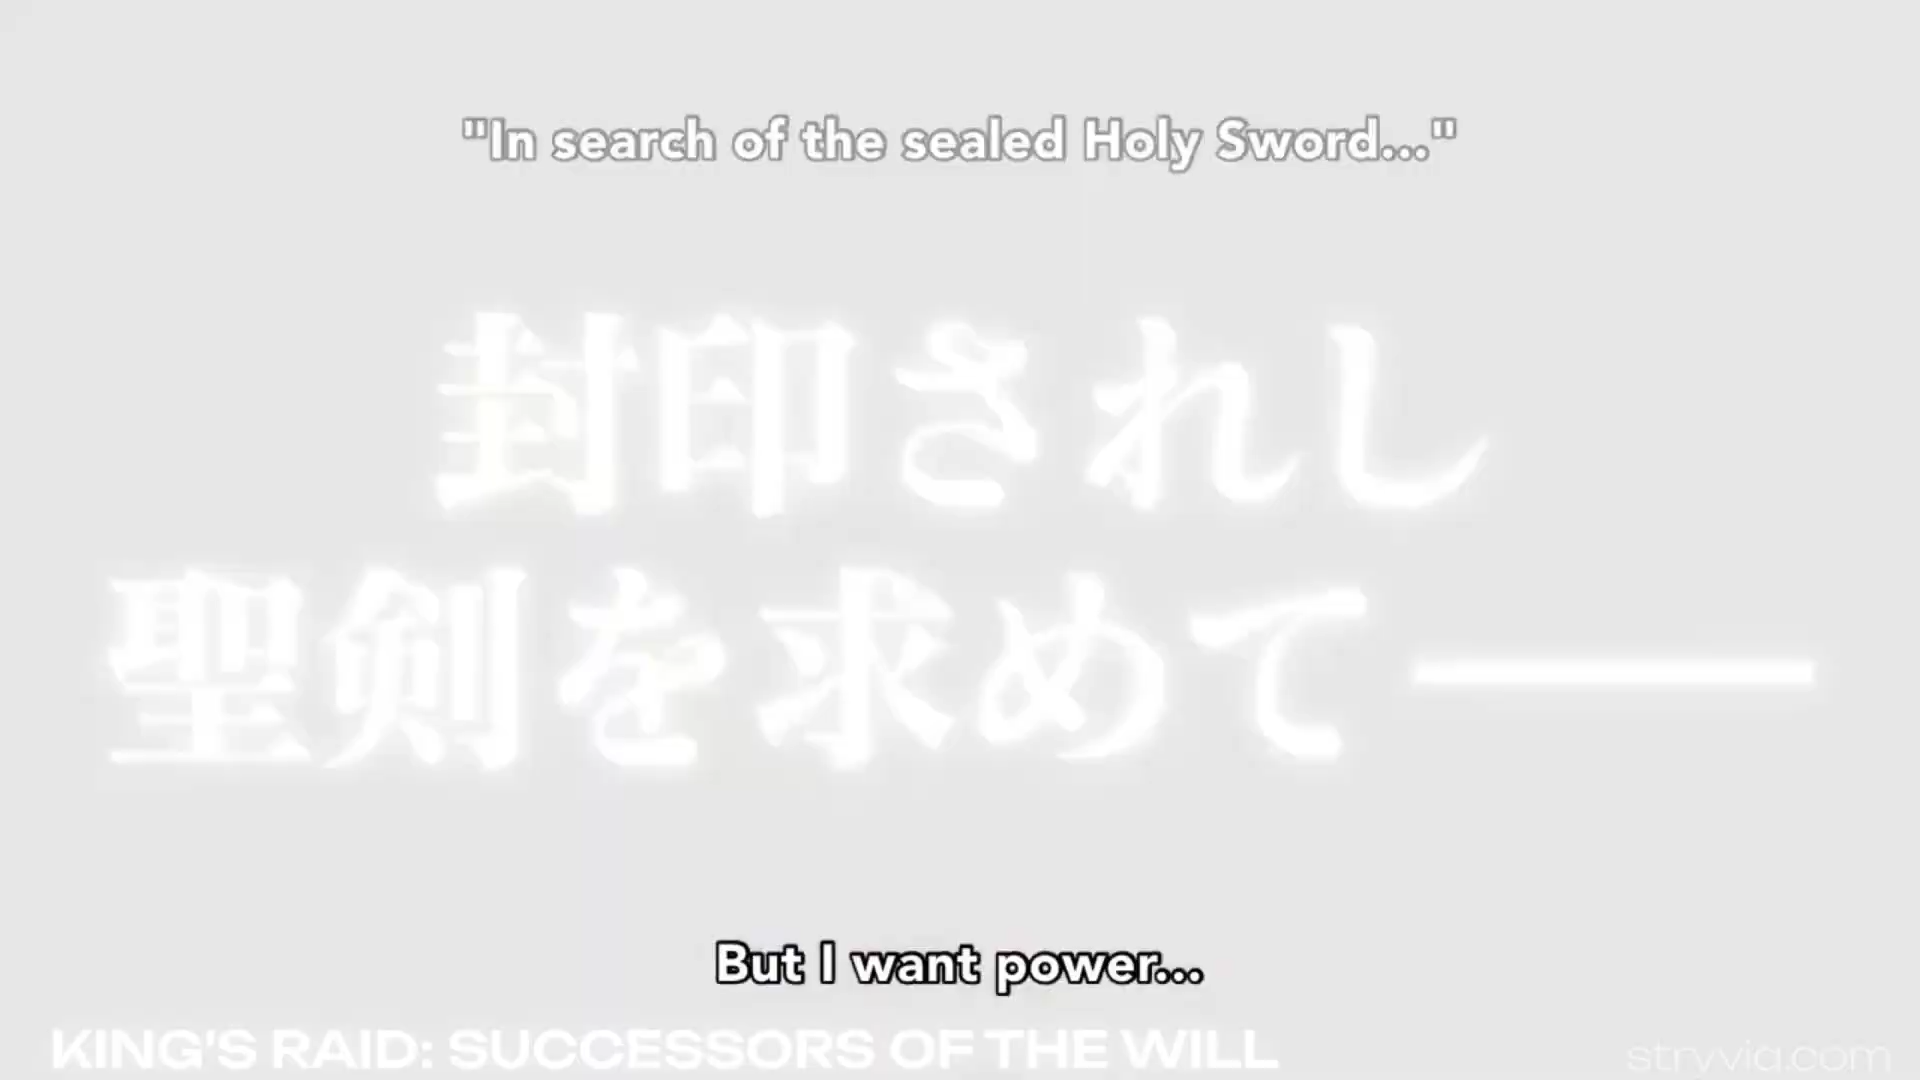 "In search of the sealed Holy Sword..."
封印されし
聖剣を求めて――
But I want power...
KING'S RAID: SUCCESSORS OF THE WILL
stryvia.com